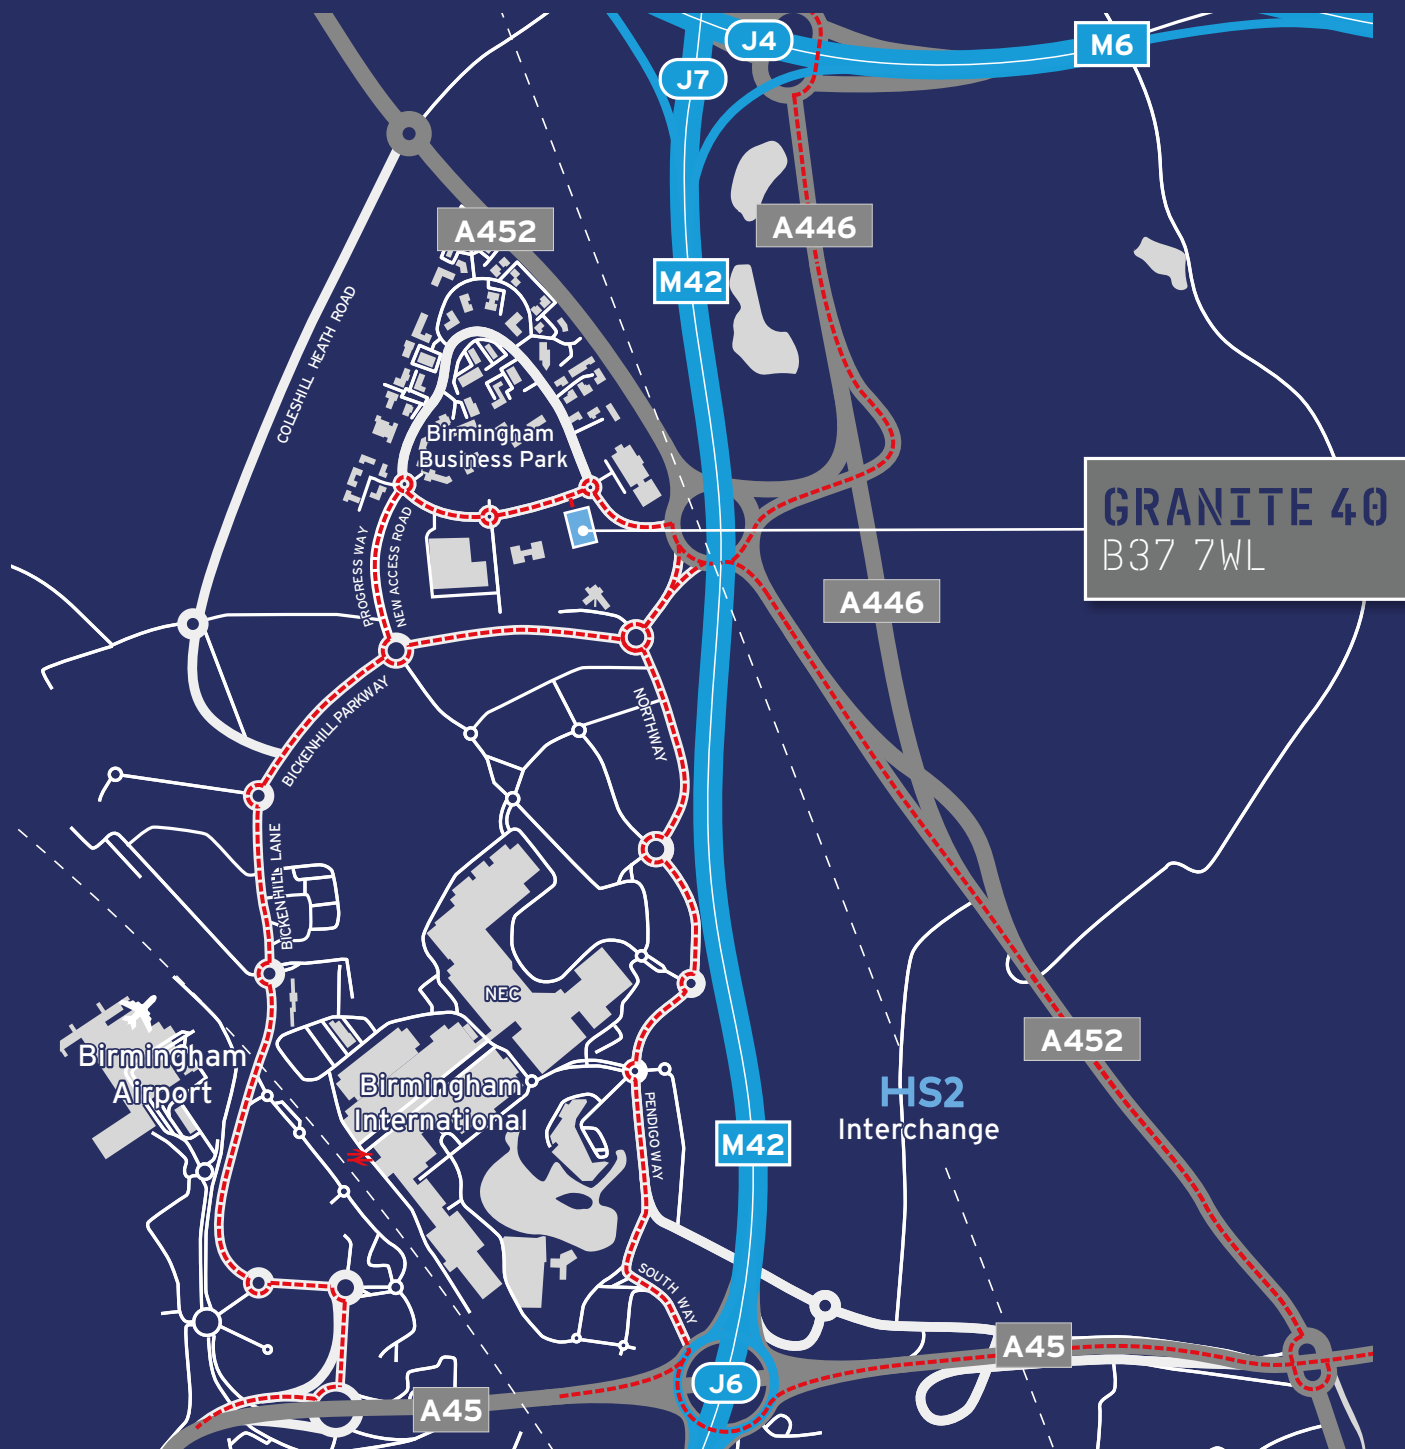 J4
M6
J7
A452
A446
M42
COLESHILL HEATH ROAD
Birmingham
Business Park
GRANITE 40
B37 7WL
PROGRESS WAY
NEW ACCESS ROAD
A446
BICKENHILL PARKWAY
NORTHWAY
BICKENHILL LANE
NEC
A452
Birmingham
Airport
Birmingham
International
HS2
Interchange
PENDIGO WAY
M42
SOUTH WAY
A45
J6
A45